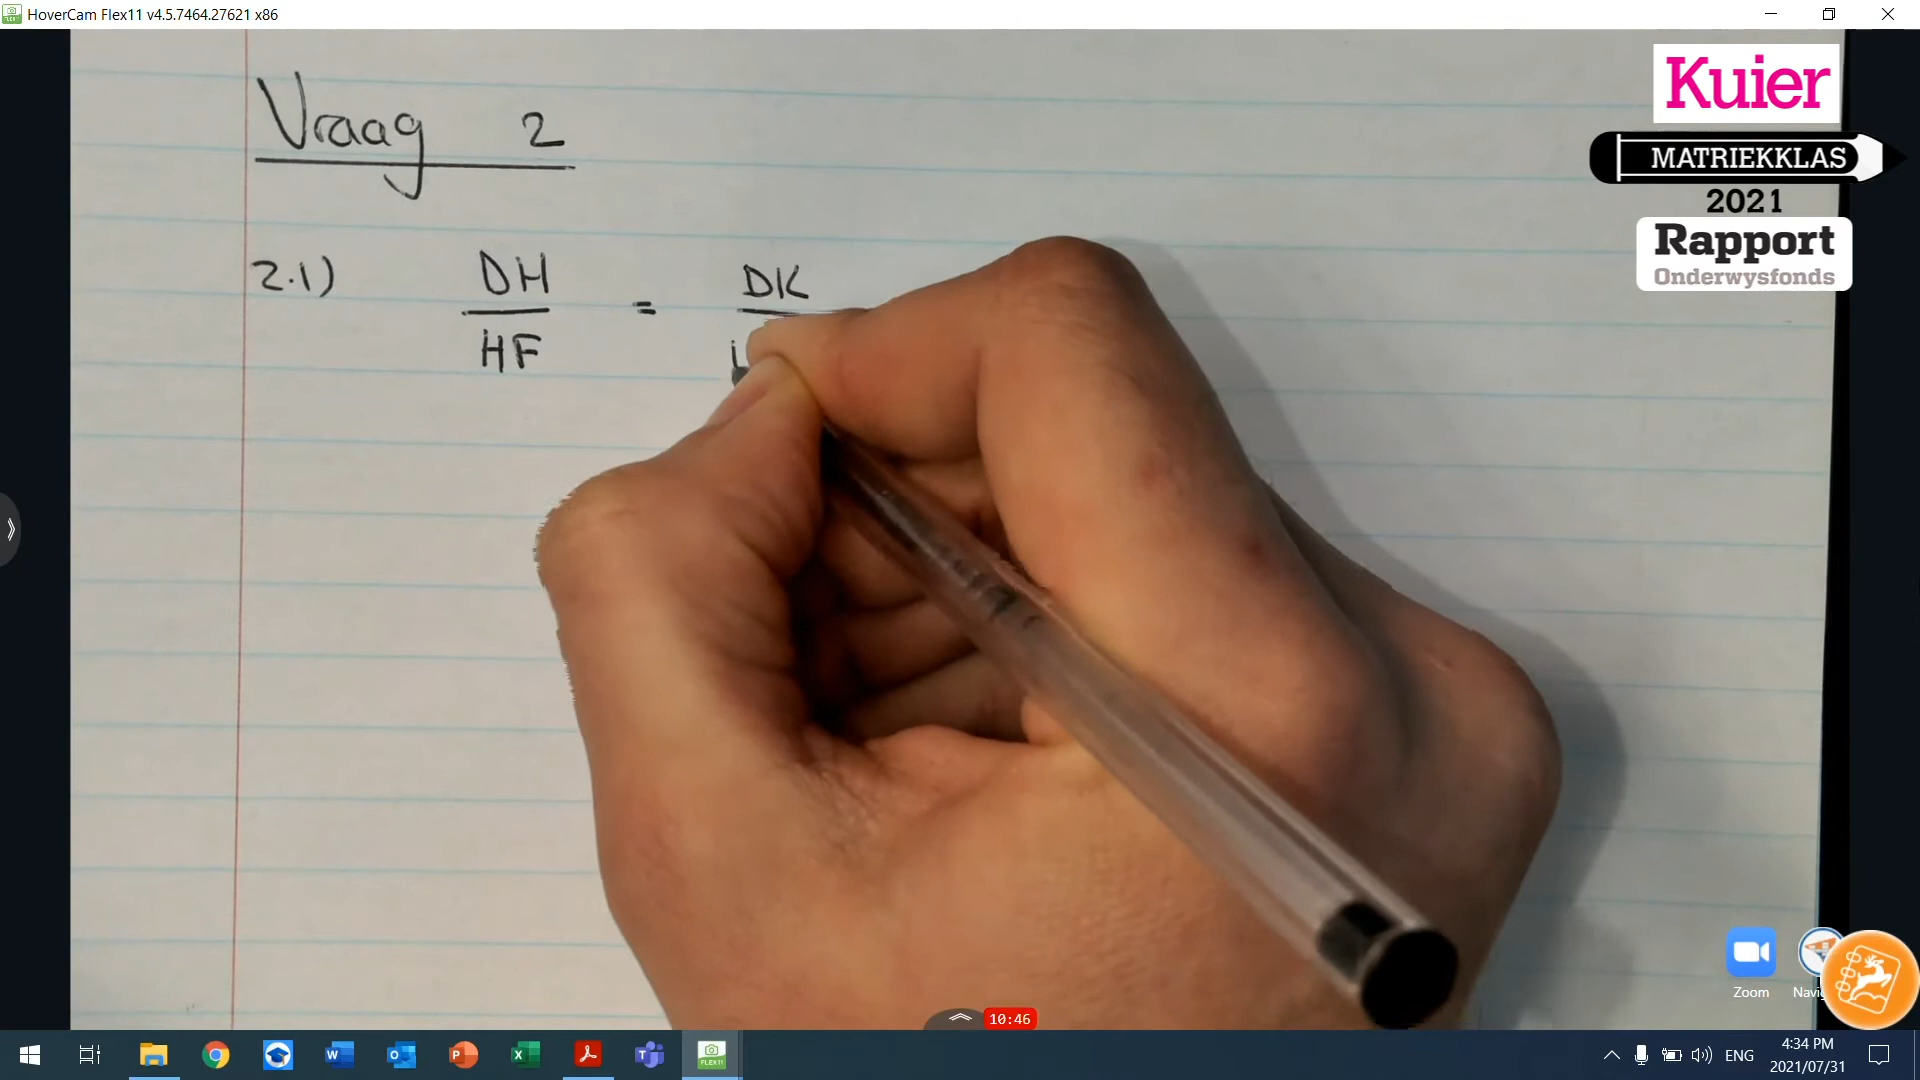 HoverCam Flex11 v4.5.7464.27621 x86
Kuier
MATRIEKKLAS
2021
Rapport
Onderwysfonds
Vraag 2
2.1) DH = DK
HF
Zoom
10:46
ENG
4:34 PM
2021/07/31